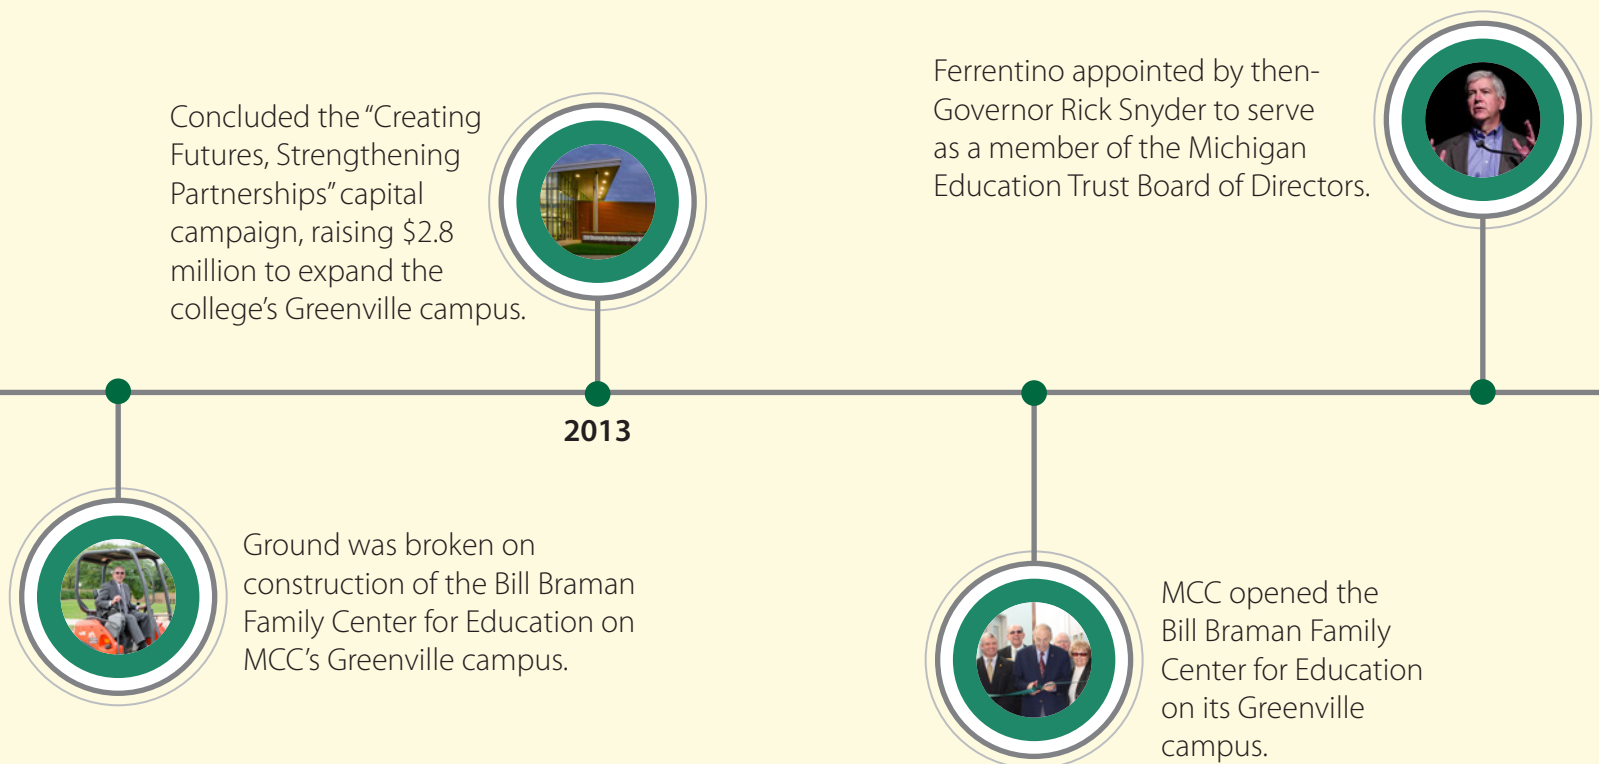 Concluded the “Creating
Futures, Strengthening
Partnerships” capital
campaign, raising $2.8
million to expand the
college’s Greenville campus.
Ferrentino appointed by then-
Governor Rick Snyder to serve
as a member of the Michigan
Education Trust Board of Directors.
2013
Ground was broken on
construction of the Bill Braman
Family Center for Education on
MCC’s Greenville campus.
MCC opened the
Bill Braman Family
Center for Education
on its Greenville
campus.